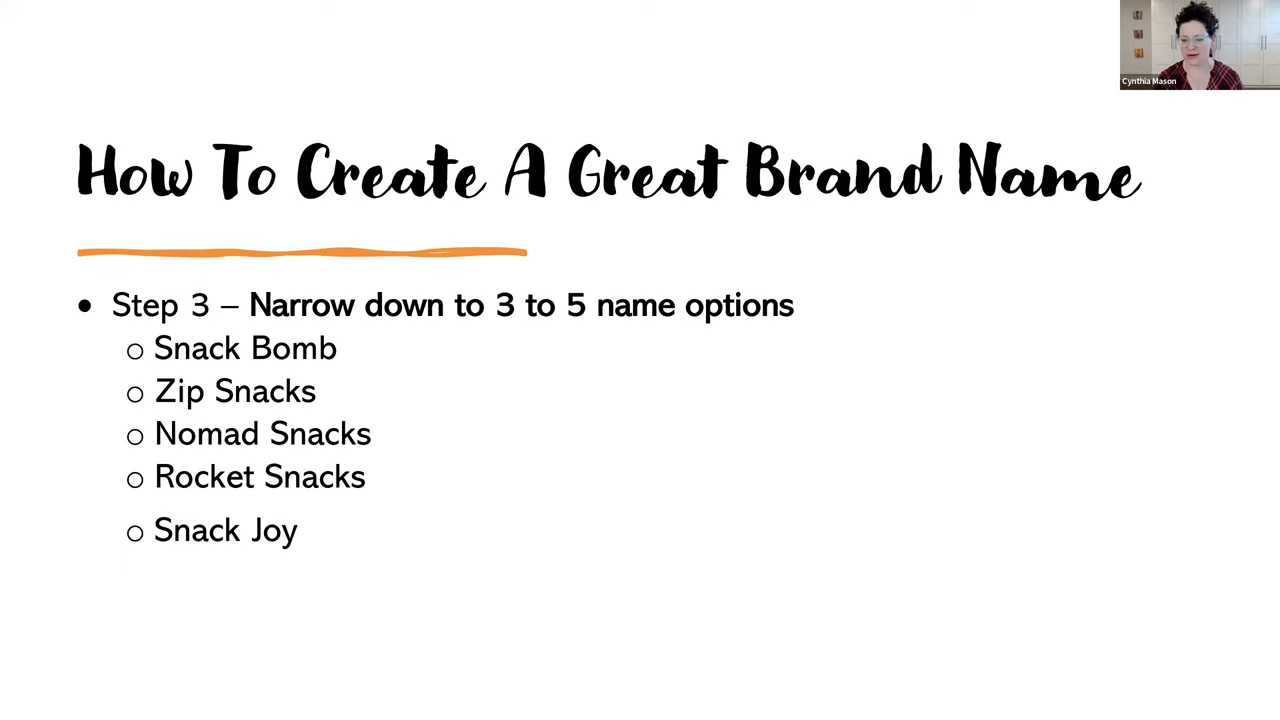 Cynthia Mason
How To Create A Great Brand Name
• Step 3 – Narrow down to 3 to 5 name options
○ Snack Bomb
○ Zip Snacks
○ Nomad Snacks
○ Rocket Snacks
○ Snack Joy